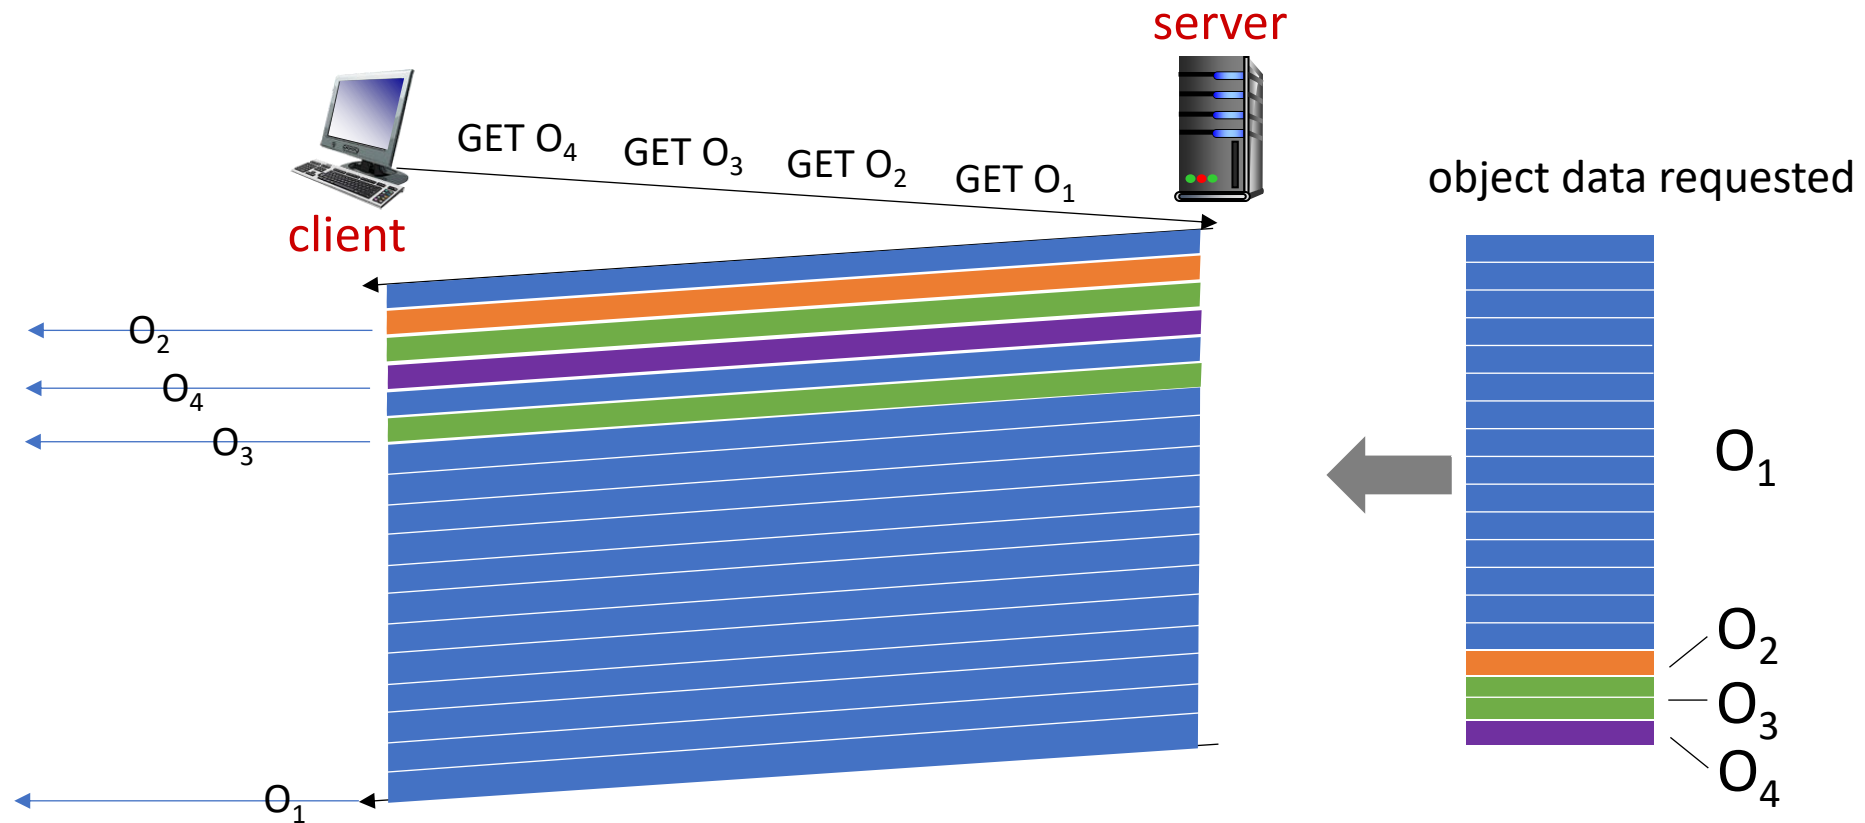 server
GET O₄
GET O₃
GET O₂
GET O₁
object data requested
client
O₂
O₄
O₃
O₁
O₁
O₂
O₃
O₄